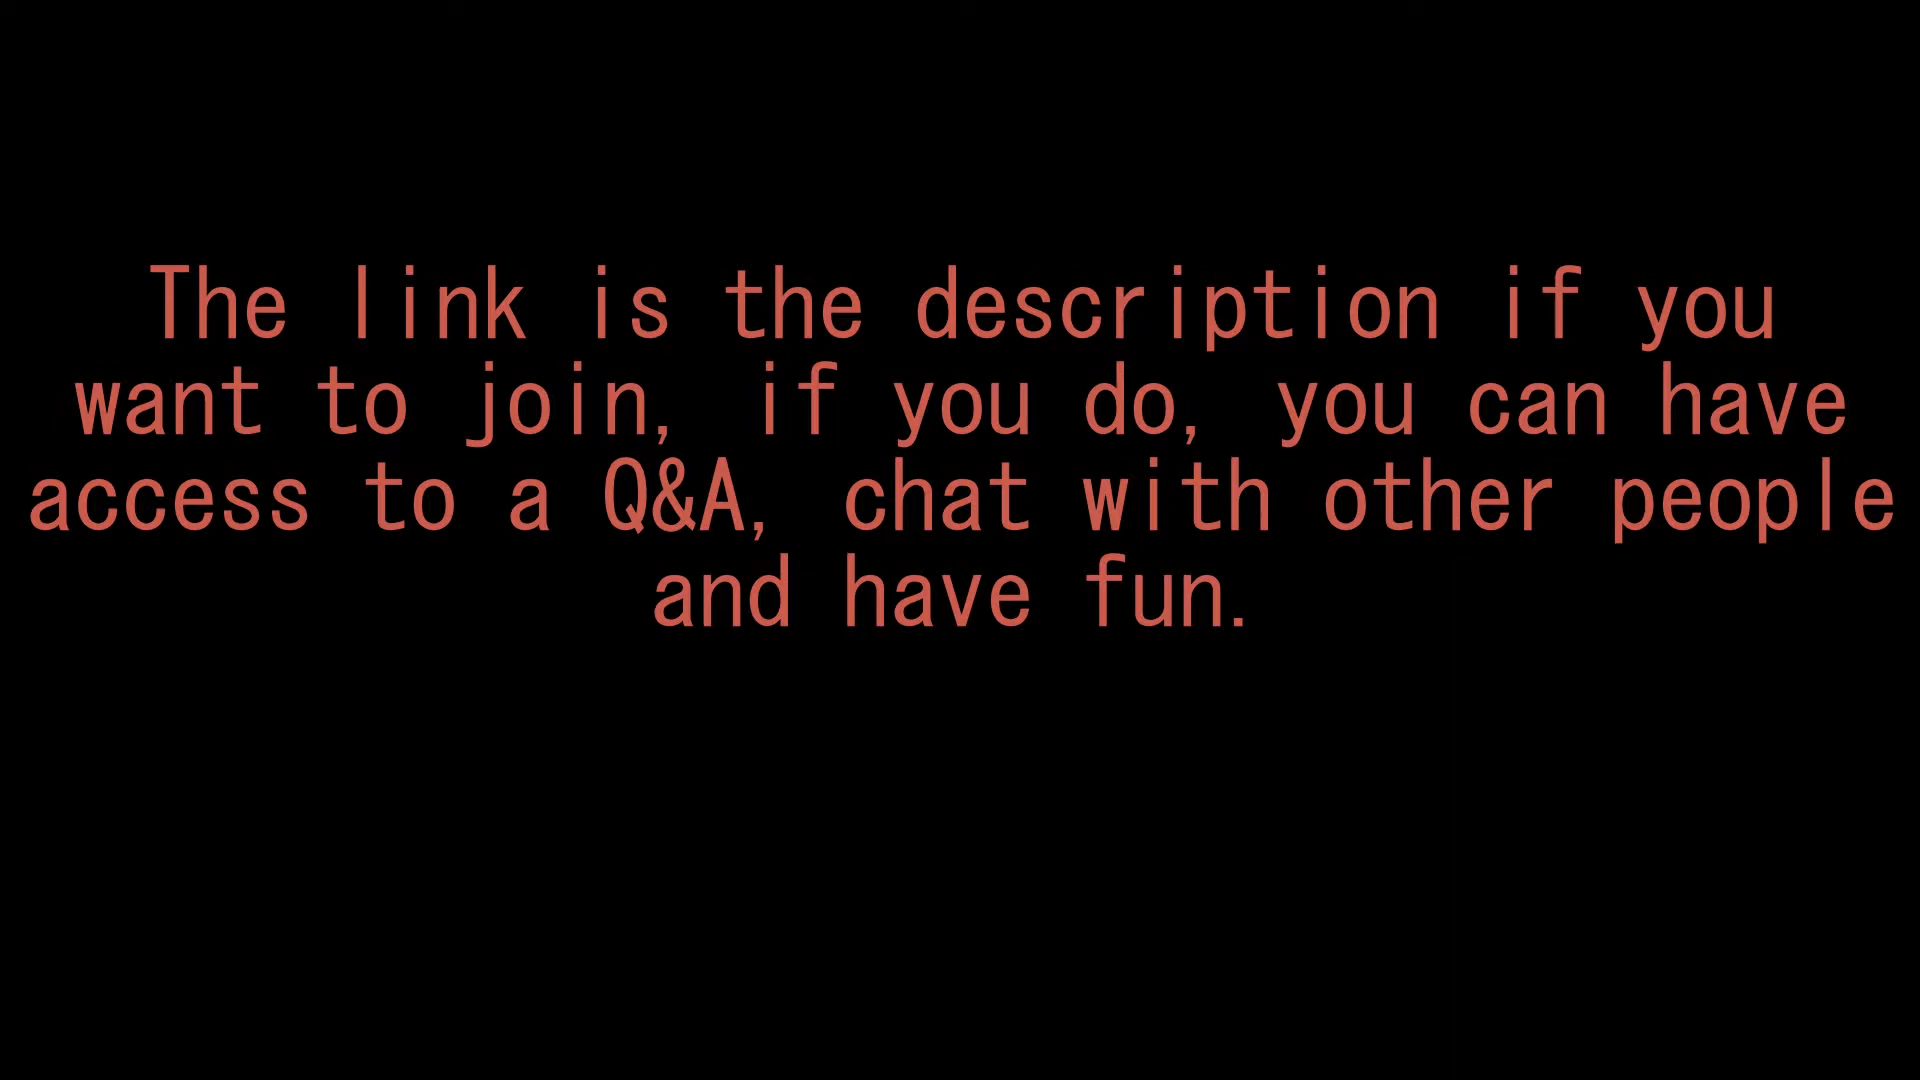 The link is the description if you
want to join, if you do, you can have
access to a Q&A, chat with other people
and have fun.